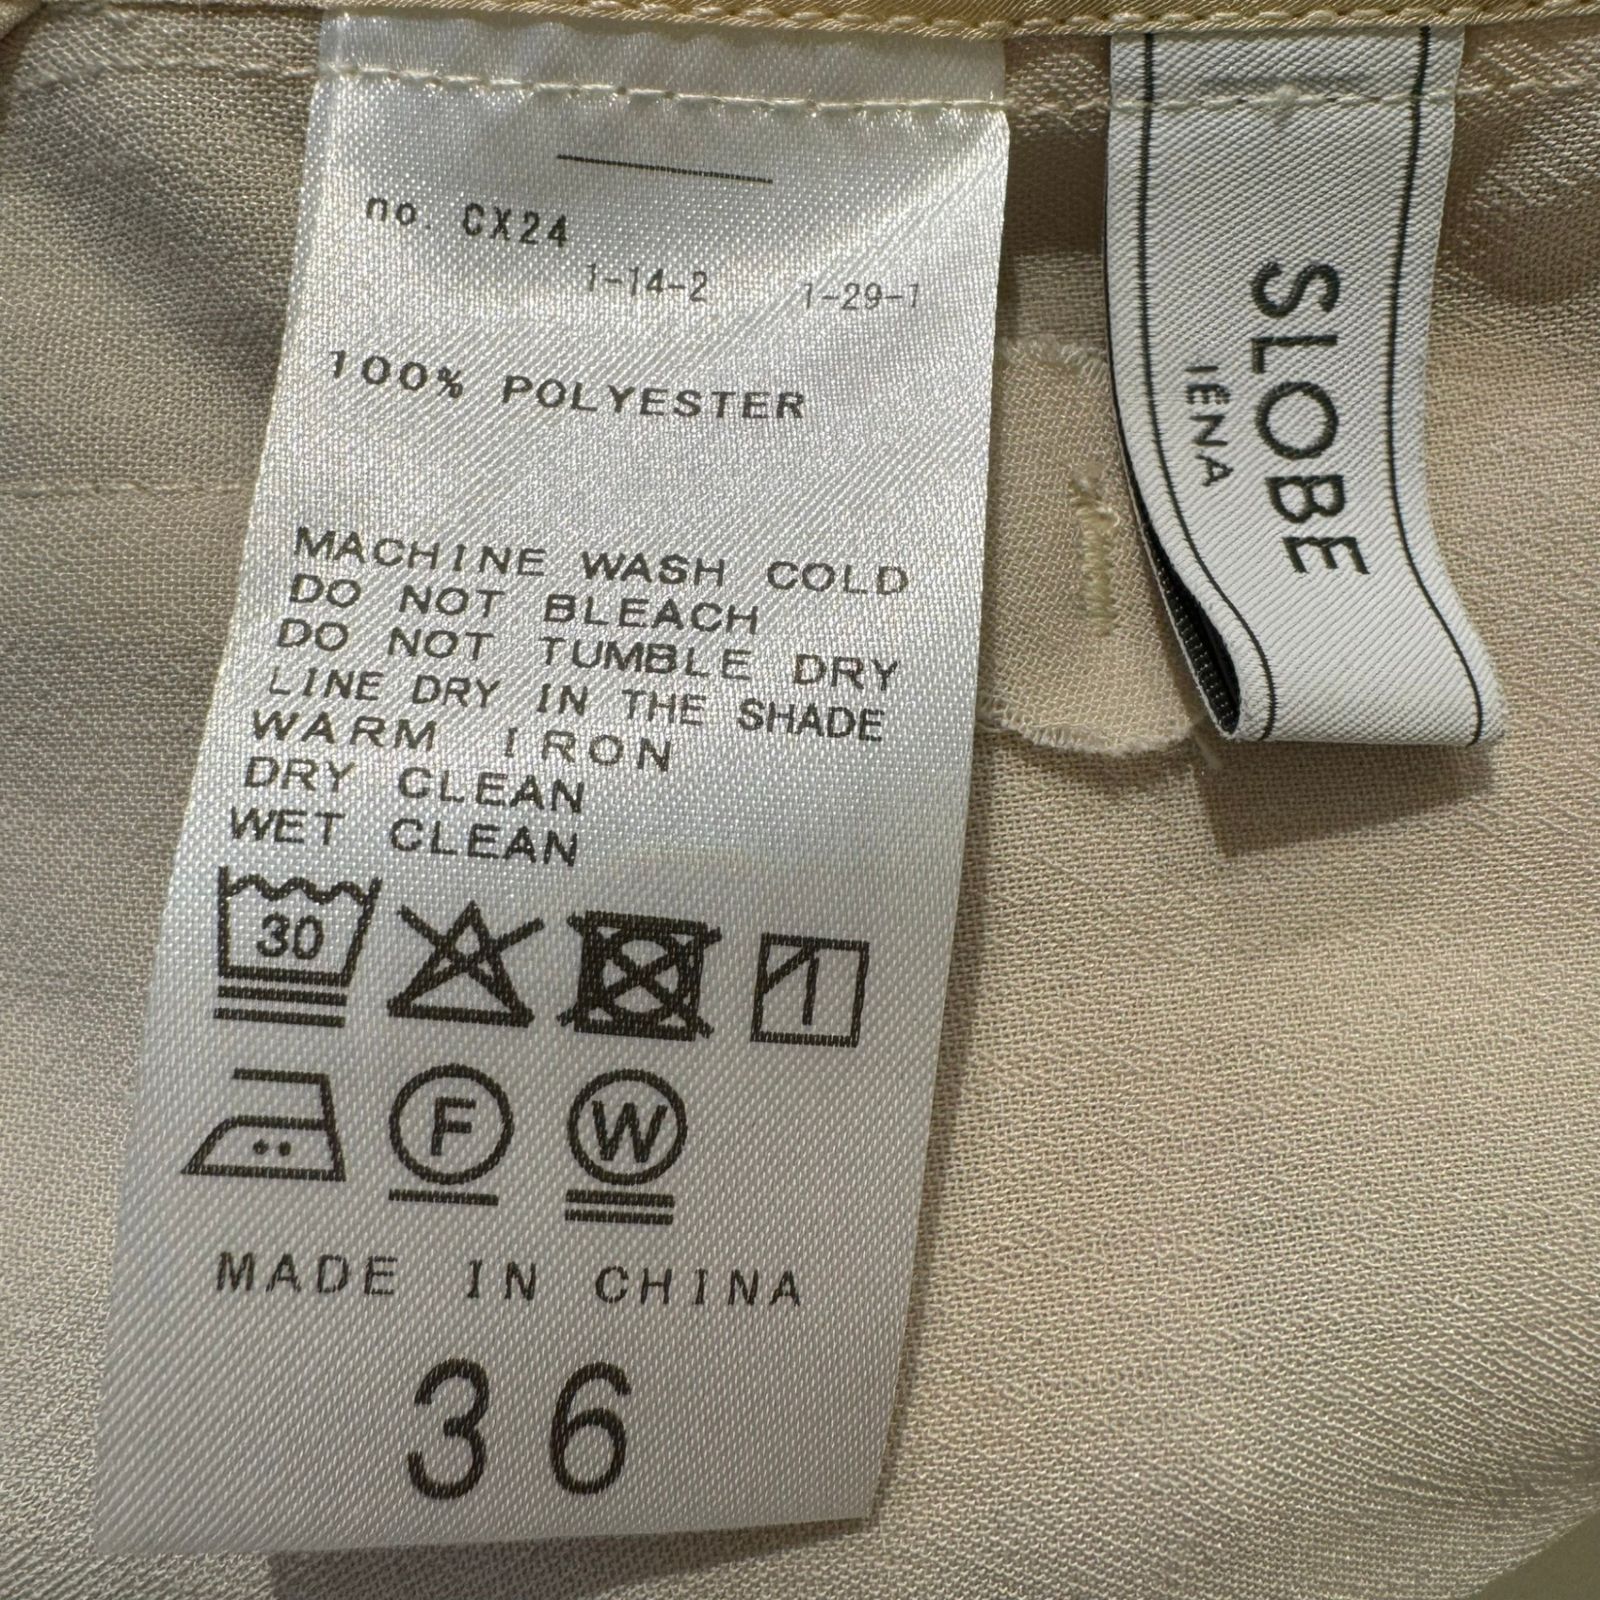 no. CX24
1-14-2 1-29-1
100% POLYESTER
MACHINE WASH COLD
DO NOT BLEACH
DO NOT TUMBLE DRY
LINE DRY IN THE SHADE
WARM IRON
DRY CLEAN
WET CLEAN
30
F W
MADE IN CHINA
36
SLOBE
IÉNA